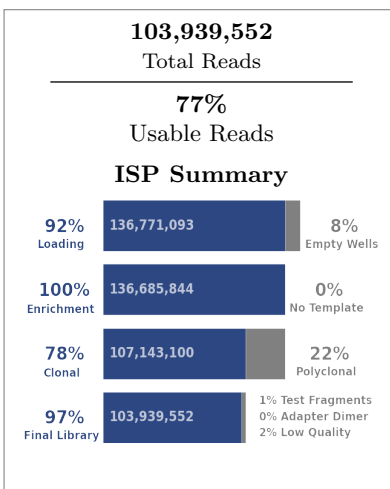 103,939,552
Total Reads
77%
Usable Reads
ISP Summary
92%
Loading
136,771,093
8%
Empty Wells
100%
Enrichment
136,685,844
0%
No Template
78%
Clonal
107,143,100
22%
Polyclonal
97%
Final Library
103,939,552
1% Test Fragments
0% Adapter Dimer
2% Low Quality